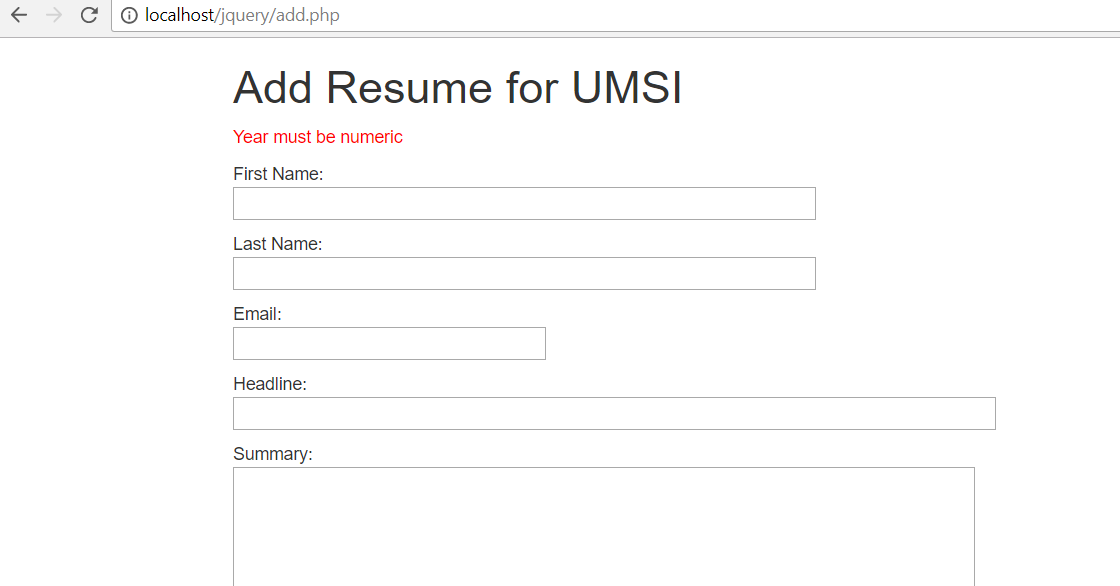 localhost/jquery/add.php
Add Resume for UMSI
Year must be numeric
First Name:
Last Name:
Email:
Headline:
Summary: